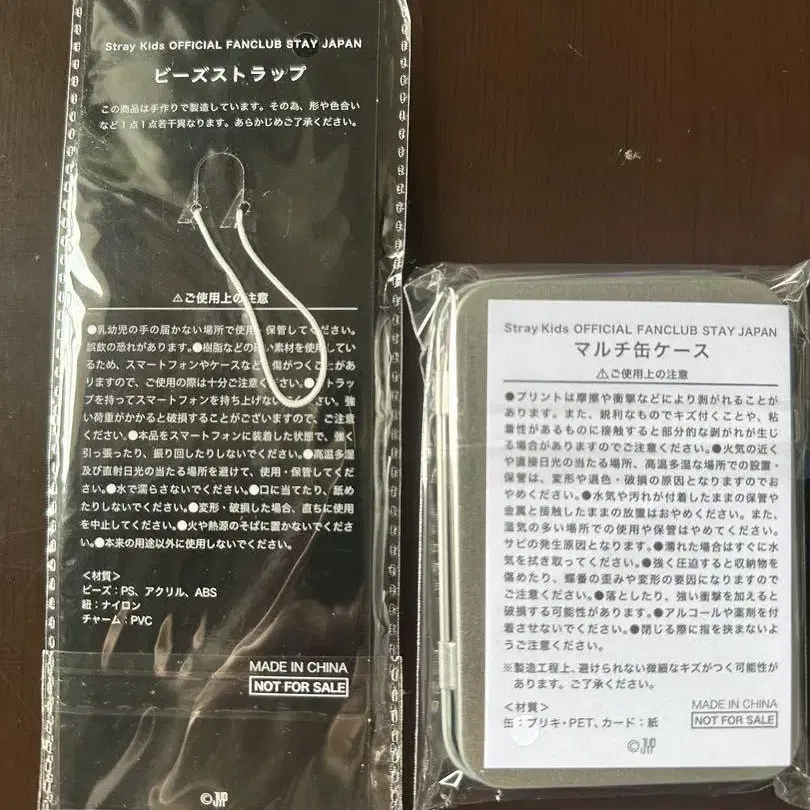 Stray Kids OFFICIAL FANCLUB STAY JAPAN
ビーズストラップ
この商品は手作りで製造しています。その為、形や色合い
など1点1点若干異なります。あらかじめご了承ください。
⚠ご使用上の注意
●乳幼児の手の届かない場所で使用・保管してください。
誤飲の恐れがあります。●樹脂などの硬い素材を使用してい
るため、スマートフォンやケースなどに傷がつくことがあ
りますので、ご使用の際は十分ご注意ください。●ストラッ
プを持ってスマートフォンを持ち上げないでください。強
い荷重がかかると破損することがございますので、ご注意
ください。●本品をスマートフォンに装着した状態で、強く
引っ張ったり、振り回したりしないでください。●高温多湿
及び直射日光の当たる場所を避けて、使用・保管してくだ
さい。●水で濡らさないでください。●口に当てたり、舐め
たりしないでください。●変形・破損した場合、直ちに使用
を中止してください。●火や熱源のそばに置かないでくださ
い。●本来の用途以外に使用しないでください。
<材質>
ビーズ:PS、アクリル、ABS
紐:ナイロン
チャーム:PVC
MADE IN CHINA
NOT FOR SALE
©JYP
Stray Kids OFFICIAL FANCLUB STAY JAPAN
マルチ缶ケース
⚠ご使用上の注意
●プリントは摩擦や衝撃などにより剥がれることが
あります。また、鋭利なものでキズ付くことや、粘
着性があるものに接触すると部分的な剥がれが生じ
る場合がありますのでご注意ください。●火気の近く
や直接日光の当たる場所、高温多湿な場所での設置・
保管は、変形や退色・破損の原因となりますのでお
やめください。●水気や汚れが付着したままの保管や
金属と接触したままの放置はおやめください。また、
湿気の多い場所での使用や保管はやめてください。
サビの発生原因となります。●濡れた場合はすぐに水
気を拭き取ってください。●強く圧迫すると収納物を
傷めたり、蝶番の歪みや変形の要因になりますので
ご注意ください。●落としたり、強い衝撃を加えると
破損する可能性があります。●アルコールや薬剤を付
着させないでください。●閉じる際に指を挟まないよ
うご注意ください。
※製造工程上、避けられない微細なキズがつく可能性が
あります。ご了承ください。
<材質>
缶:ブリキ・PET、カード:紙
MADE IN CHINA
NOT FOR SALE
©JYP